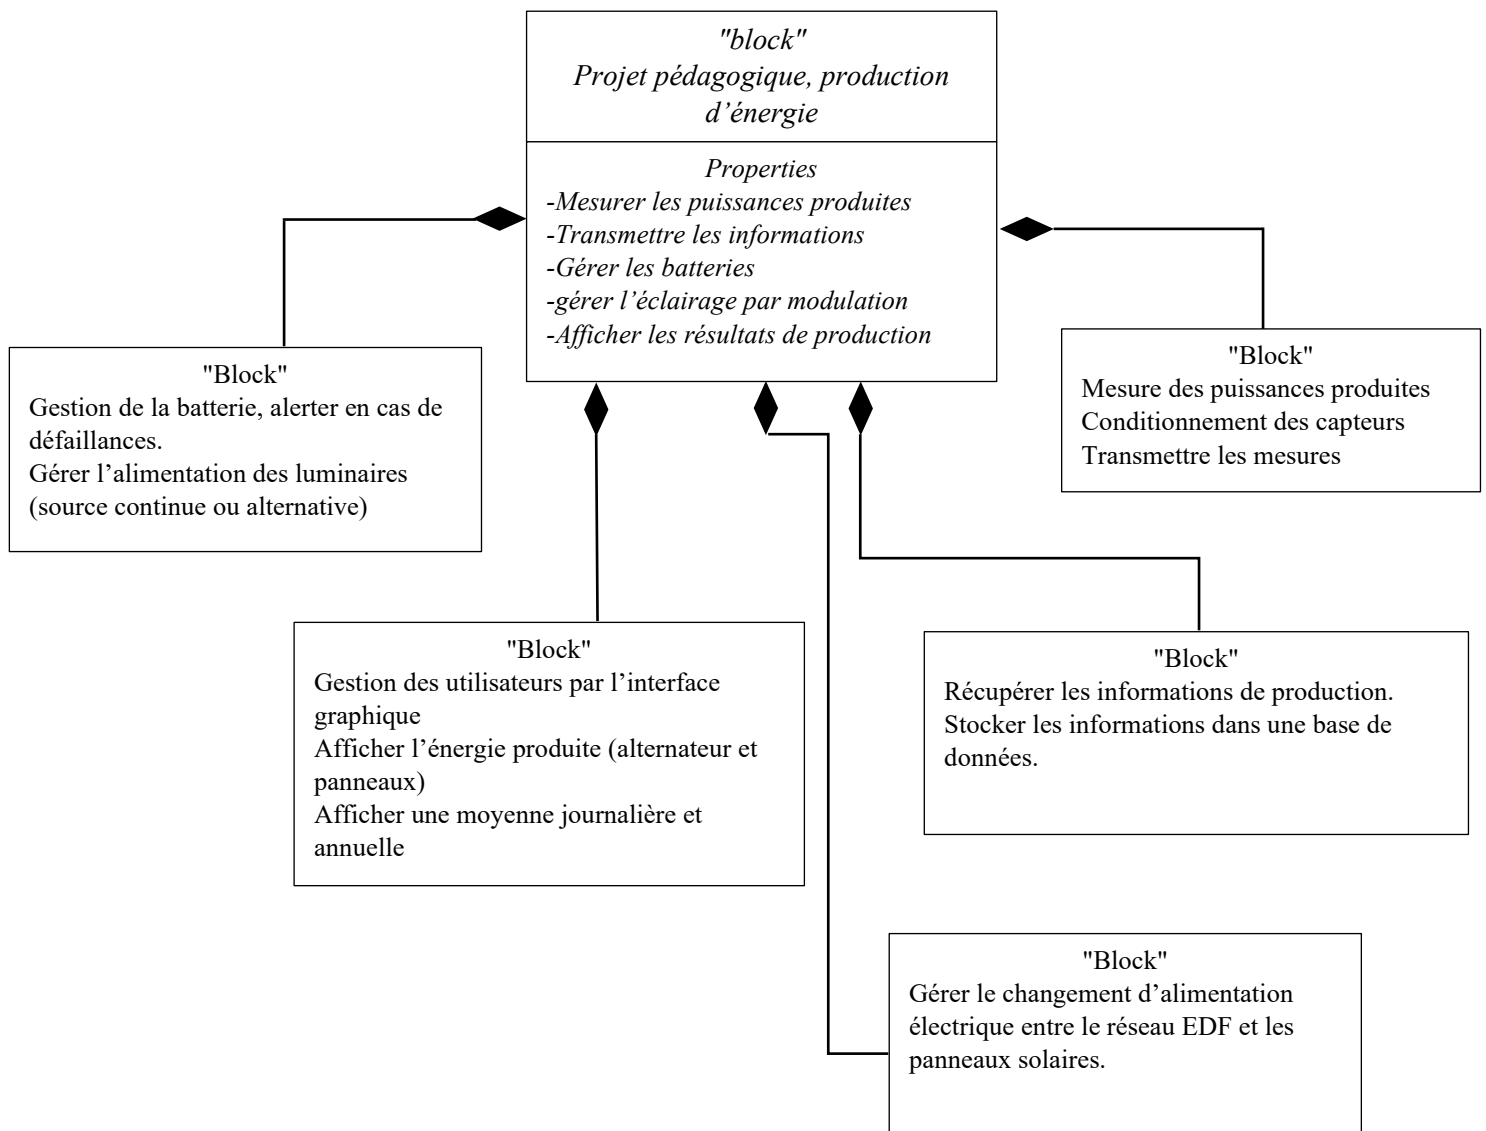 "block"
Projet pédagogique, production
d’énergie
Properties
-Mesurer les puissances produites
-Transmettre les informations
-Gérer les batteries
-gérer l’éclairage par modulation
-Afficher les résultats de production
"Block"
Gestion de la batterie, alerter en cas de
défaillances.
Gérer l’alimentation des luminaires
(source continue ou alternative)
"Block"
Mesure des puissances produites
Conditionnement des capteurs
Transmettre les mesures
"Block"
Gestion des utilisateurs par l’interface
graphique
Afficher l’énergie produite (alternateur et
panneaux)
Afficher une moyenne journalière et
annuelle
"Block"
Récupérer les informations de production.
Stocker les informations dans une base de
données.
"Block"
Gérer le changement d’alimentation
électrique entre le réseau EDF et les
panneaux solaires.